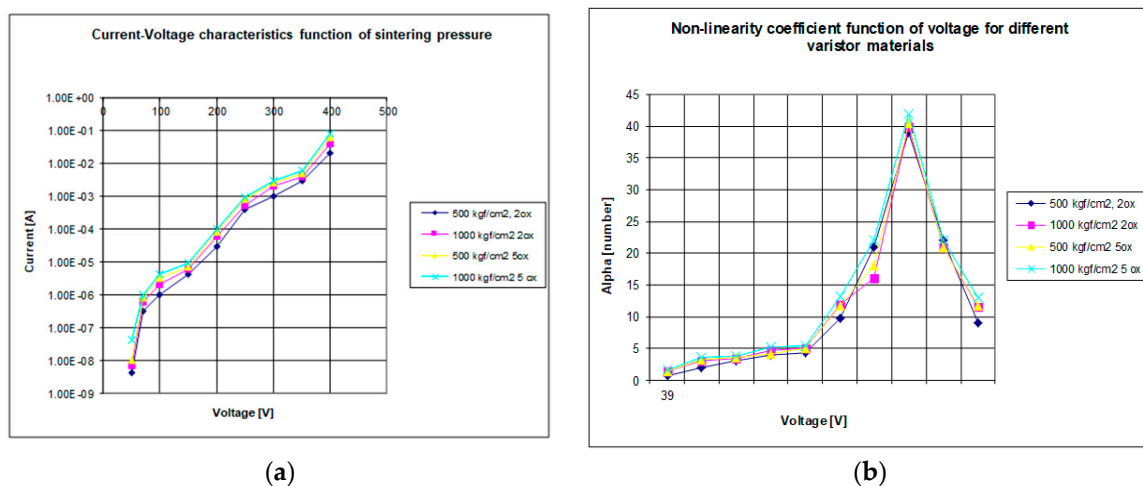 Current-Voltage characteristics function of sintering pressure
1.00E +00
0 100 200 300 400 500
1.00E -01
1.00E -02
1.00E -03
1.00E -04
1.00E -05
1.00E -06
1.00E -07
1.00E -08
1.00E -09
Current [A]
Voltage [V]
500 kgf/cm2, 2ox
1000 kgf/cm2 2ox
500 kgf/cm2 5ox
1000 kgf/cm2 5 ox
(a)
Non-linearity coefficient function of voltage for different
varistor materials
45
40
35
30
25
20
15
10
5
0
39
Alpha [number]
Voltage [V]
500 kgf/cm2, 2ox
1000 kgf/cm2 2ox
500 kgf/cm2 5ox
1000 kgf/cm2 5 ox
(b)